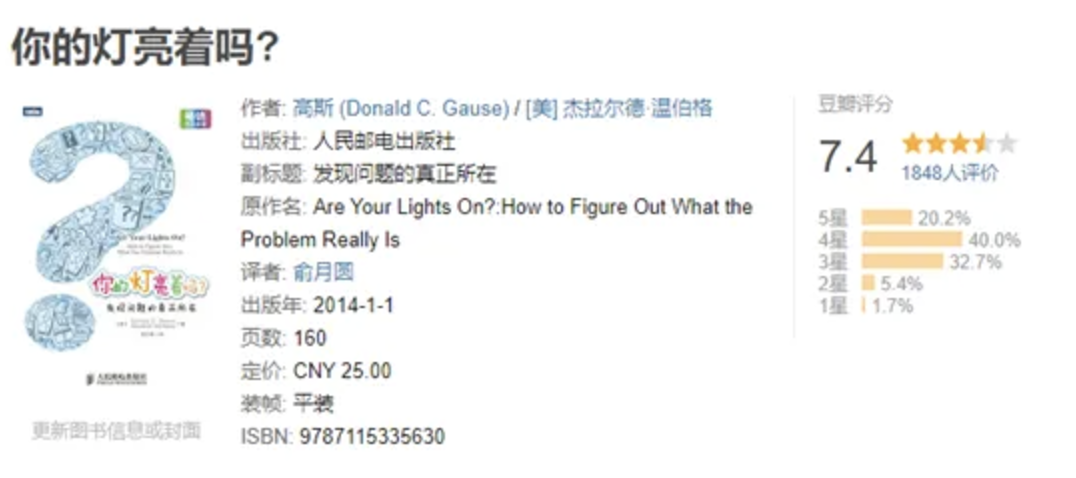 你的灯亮着吗?
作者: 高斯 (Donald C. Gause) / [美] 杰拉尔德·温伯格
出版社: 人民邮电出版社
副标题: 发现问题的真正所在
原作名: Are Your Lights On?:How to Figure Out What the
Problem Really Is
译者: 俞月圆
出版年: 2014-1-1
页数: 160
定价: CNY 25.00
装帧: 平装
ISBN: 9787115335630
豆瓣评分
7.4
1848人评价
5星 20.2%
4星 40.0%
3星 32.7%
2星 5.4%
1星 1.7%
Your Lights On?
你的灯亮着吗?
发现问题的真正所在
人民邮电出版社
更新图书信息或封面